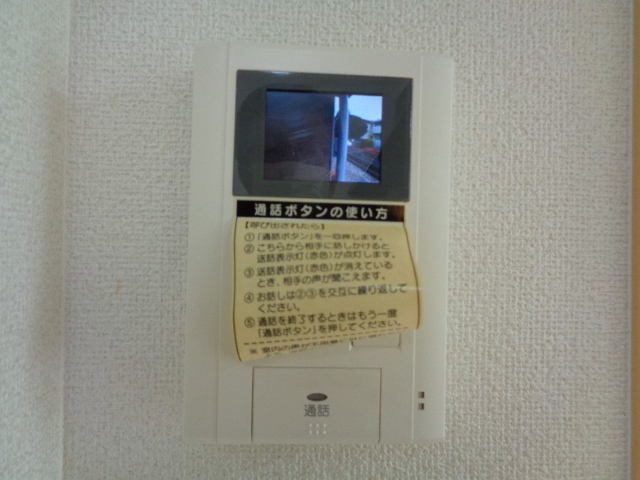 通話ボタンの使い方
【呼び出されたら】
①「通話ボタン」を一回押します。
②こちらから相手に話しかけると
送話表示灯(赤色)が点灯します。
③送話表示灯(赤色)が消えている
とき、相手の声が聞こえます。
④お話しは②③を交互に繰り返して
ください。
⑤通話を終了するときはもう一度
「通話ボタン」を押してください。
※室内の
通話